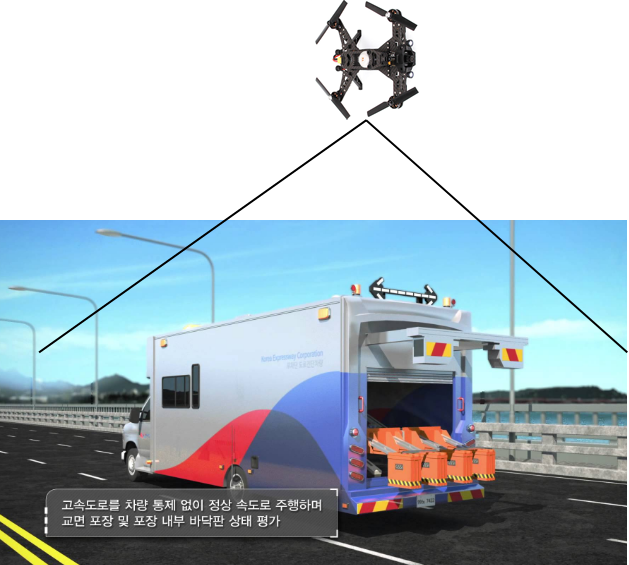 Korea Expressway Corporation
고속도로를 차량 통제 없이 정상 속도로 주행하며
교면 포장 및 포장 내부 바닥판 상태 평가